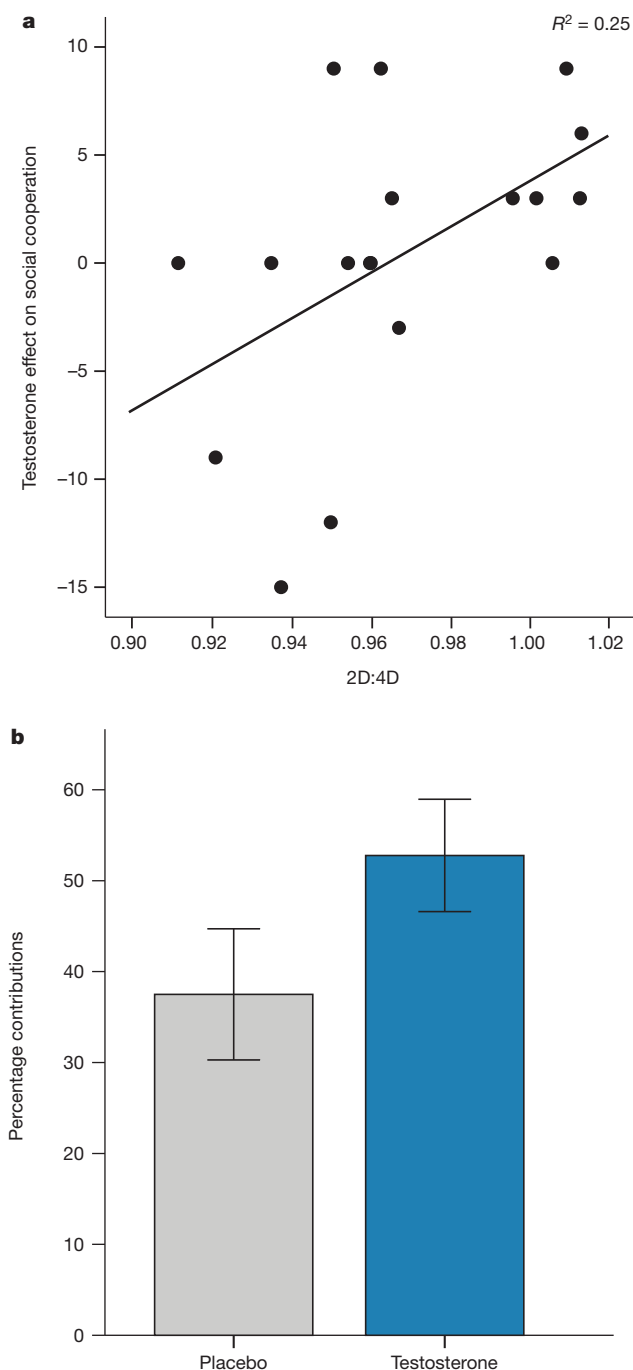 a
R² = 0.25
10
5
0
–5
–10
–15
Testosterone effect on social cooperation
0.90 0.92 0.94 0.96 0.98 1.00 1.02
2D:4D
b
60
50
40
30
20
10
0
Percentage contributions
Placebo Testosterone